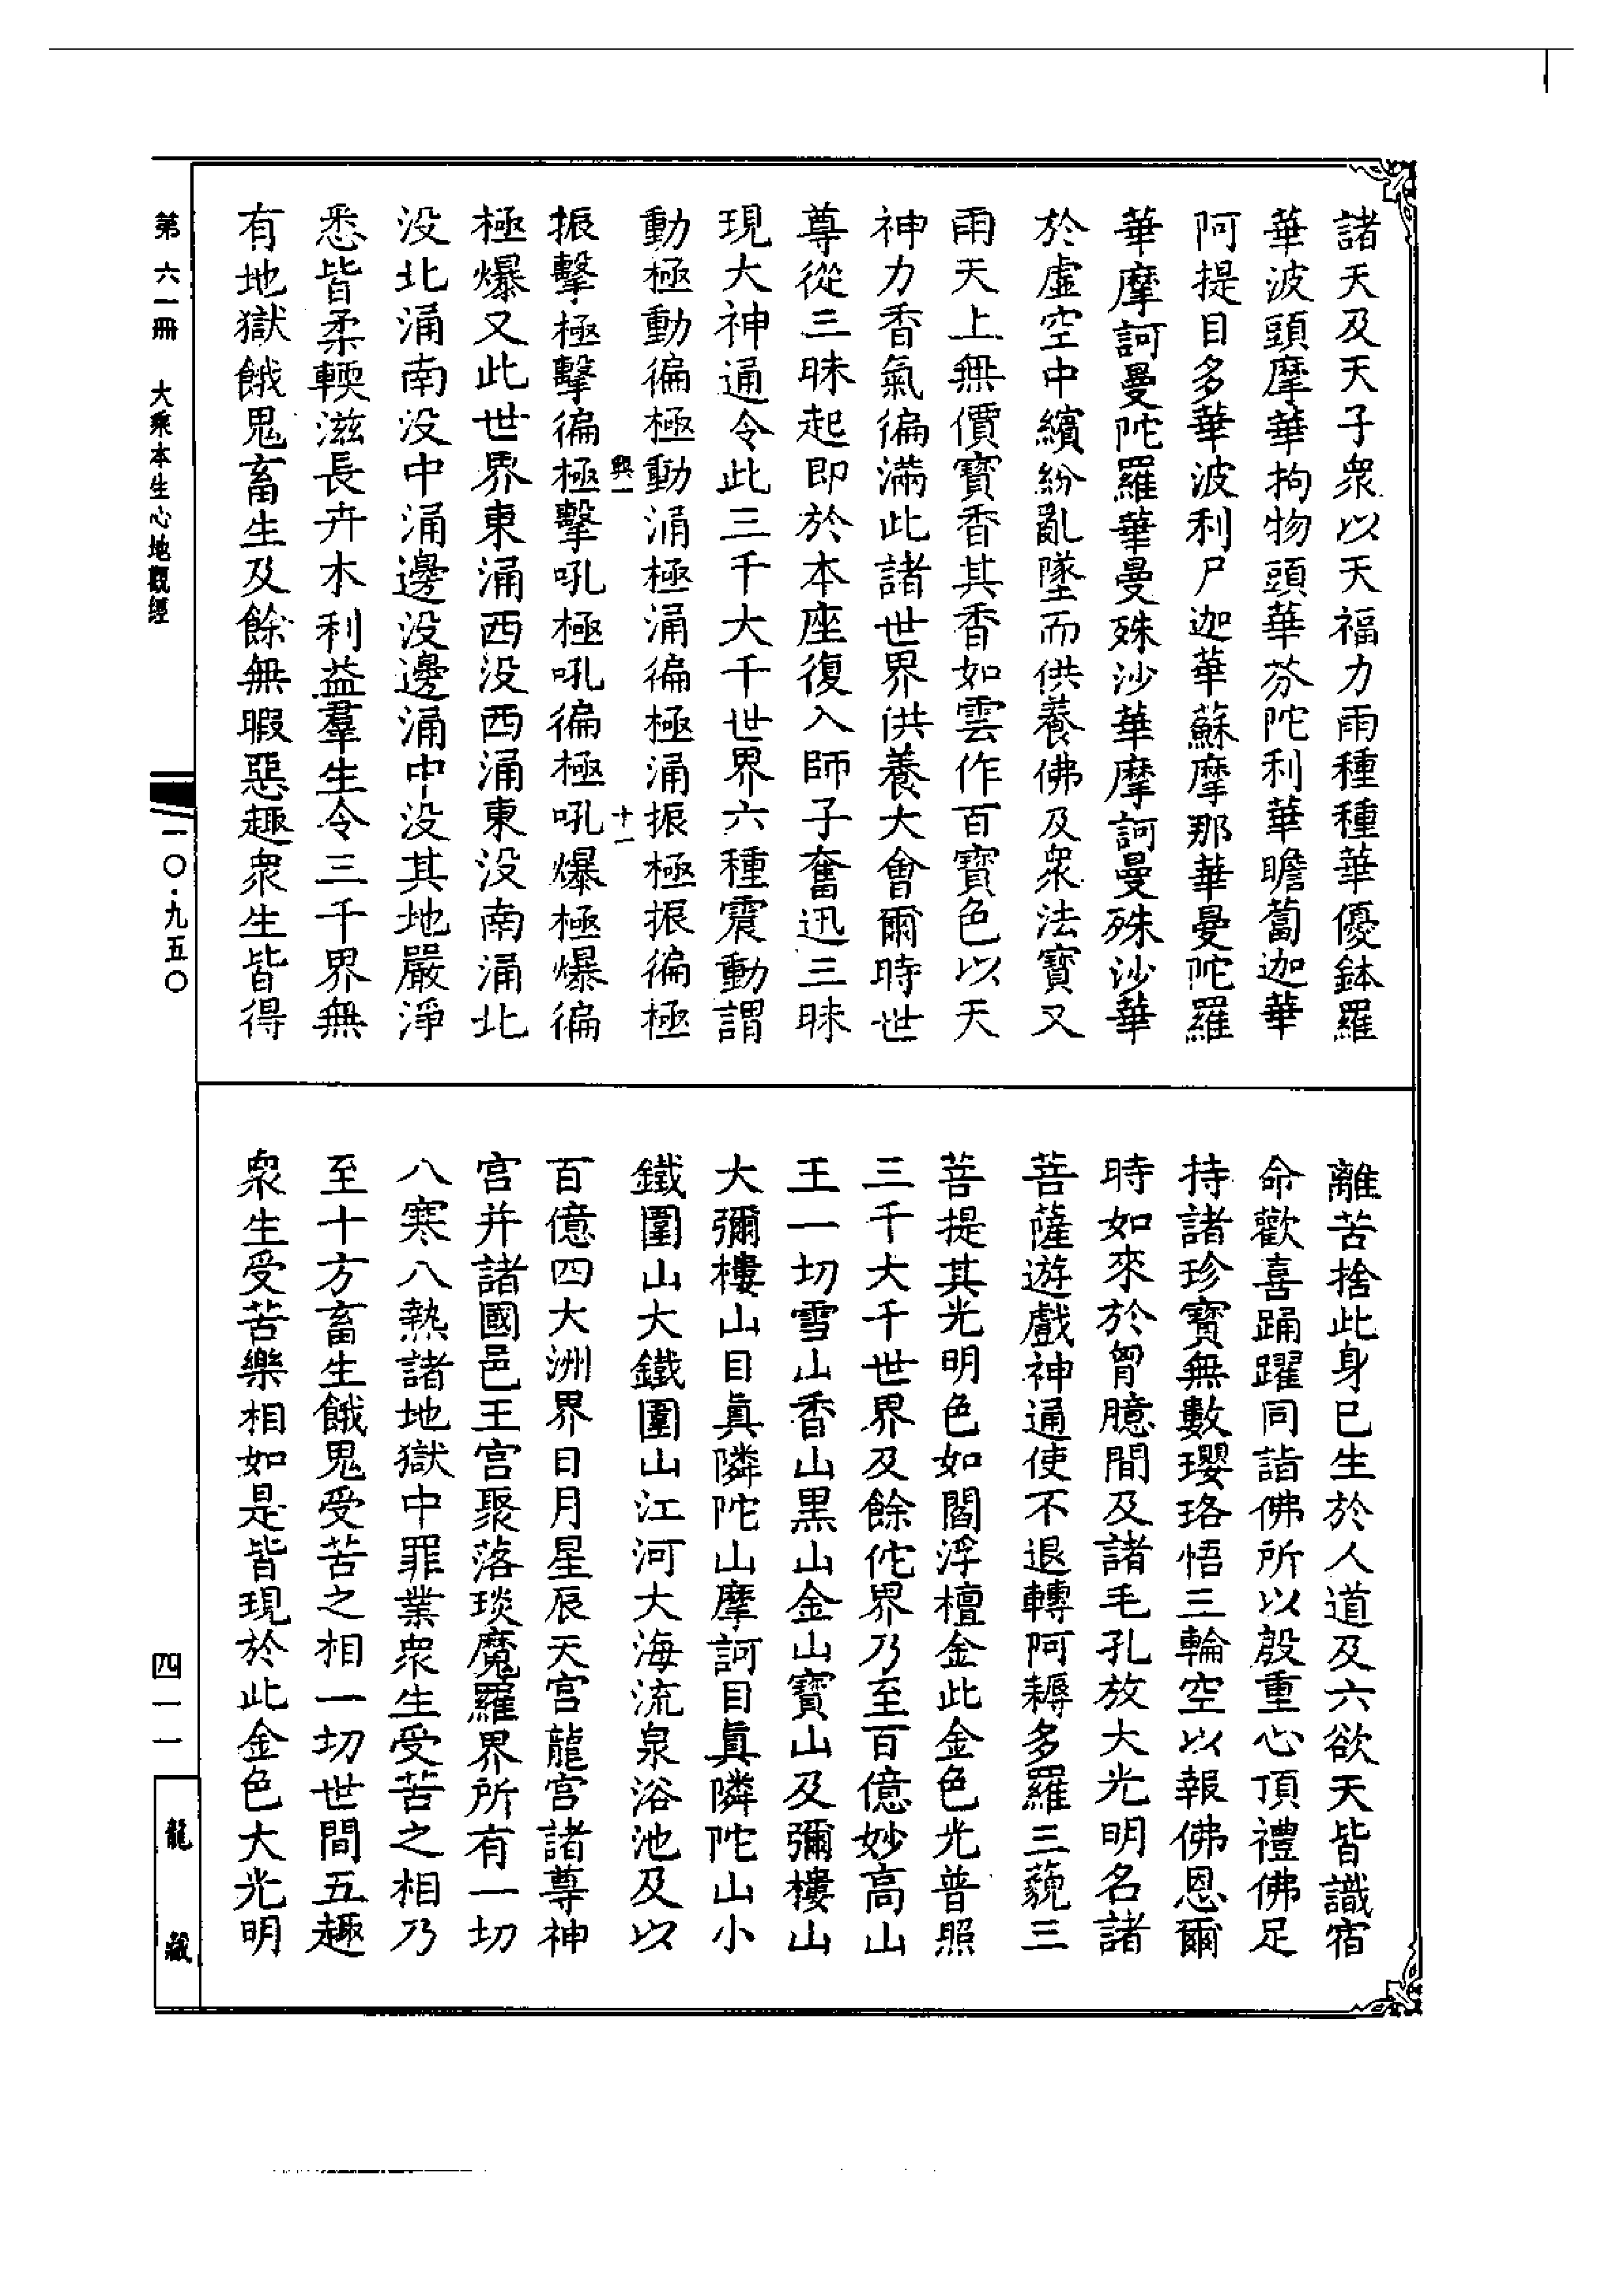 諸天及天子衆以天福力雨種種華優鉢羅
華波頭摩華拘物頭華芬陀利華瞻蔔迦華
阿提目多華波利尸迦華蘇摩那華曼陀羅
華摩訶曼陀羅華曼殊沙華摩訶曼殊沙華
於虚空中繽紛亂墜而供養佛及衆法寶又
雨天上無價寶香其香如雲作百寶色以天
神力香氣徧滿此諸世界供養大會爾時世
尊從三昧起即於本座復入師子奮迅三昧
現大神通令此三千大千世界六種震動謂
動極動徧極動涌極涌徧極涌振極振徧極
興一 十一
振擊極擊徧極擊吼極吼徧極吼爆極爆徧
極爆又此世界東涌西没西涌東没南涌北
没北涌南没中涌邊没邊涌中没其地嚴淨
悉皆柔輭滋長卉木利益羣生令三千界無
有地獄餓鬼畜生及餘無暇惡趣衆生皆得
離苦捨此身已生於人道及六欲天皆識宿
命歡喜踊躍同詣佛所以殷重心頂禮佛足
持諸珍寶無數瓔珞悟三輪空以報佛恩爾
時如來於胷臆間及諸毛孔放大光明名諸
菩薩遊戲神通使不退轉阿耨多羅三藐三
菩提其光明色如閻浮檀金此金色光普照
三千大千世界及餘佗界乃至百億妙高山
王一切雪山香山黒山金山寶山及彌樓山
大彌樓山目眞隣陀山摩訶目眞隣陀山小
鐵圍山大鐵圍山江河大海流泉浴池及以
百億四大洲界日月星辰天宫龍宫諸尊神
宫并諸國邑王宫聚落琰魔羅界所有一切
八寒八熱諸地獄中罪業衆生受苦之相乃
至十方畜生餓鬼受苦之相一切世間五趣
衆生受苦樂相如是皆現於此金色大光明
第六一冊 大乘本生心地觀經
一〇·九五〇
四一一
龍藏